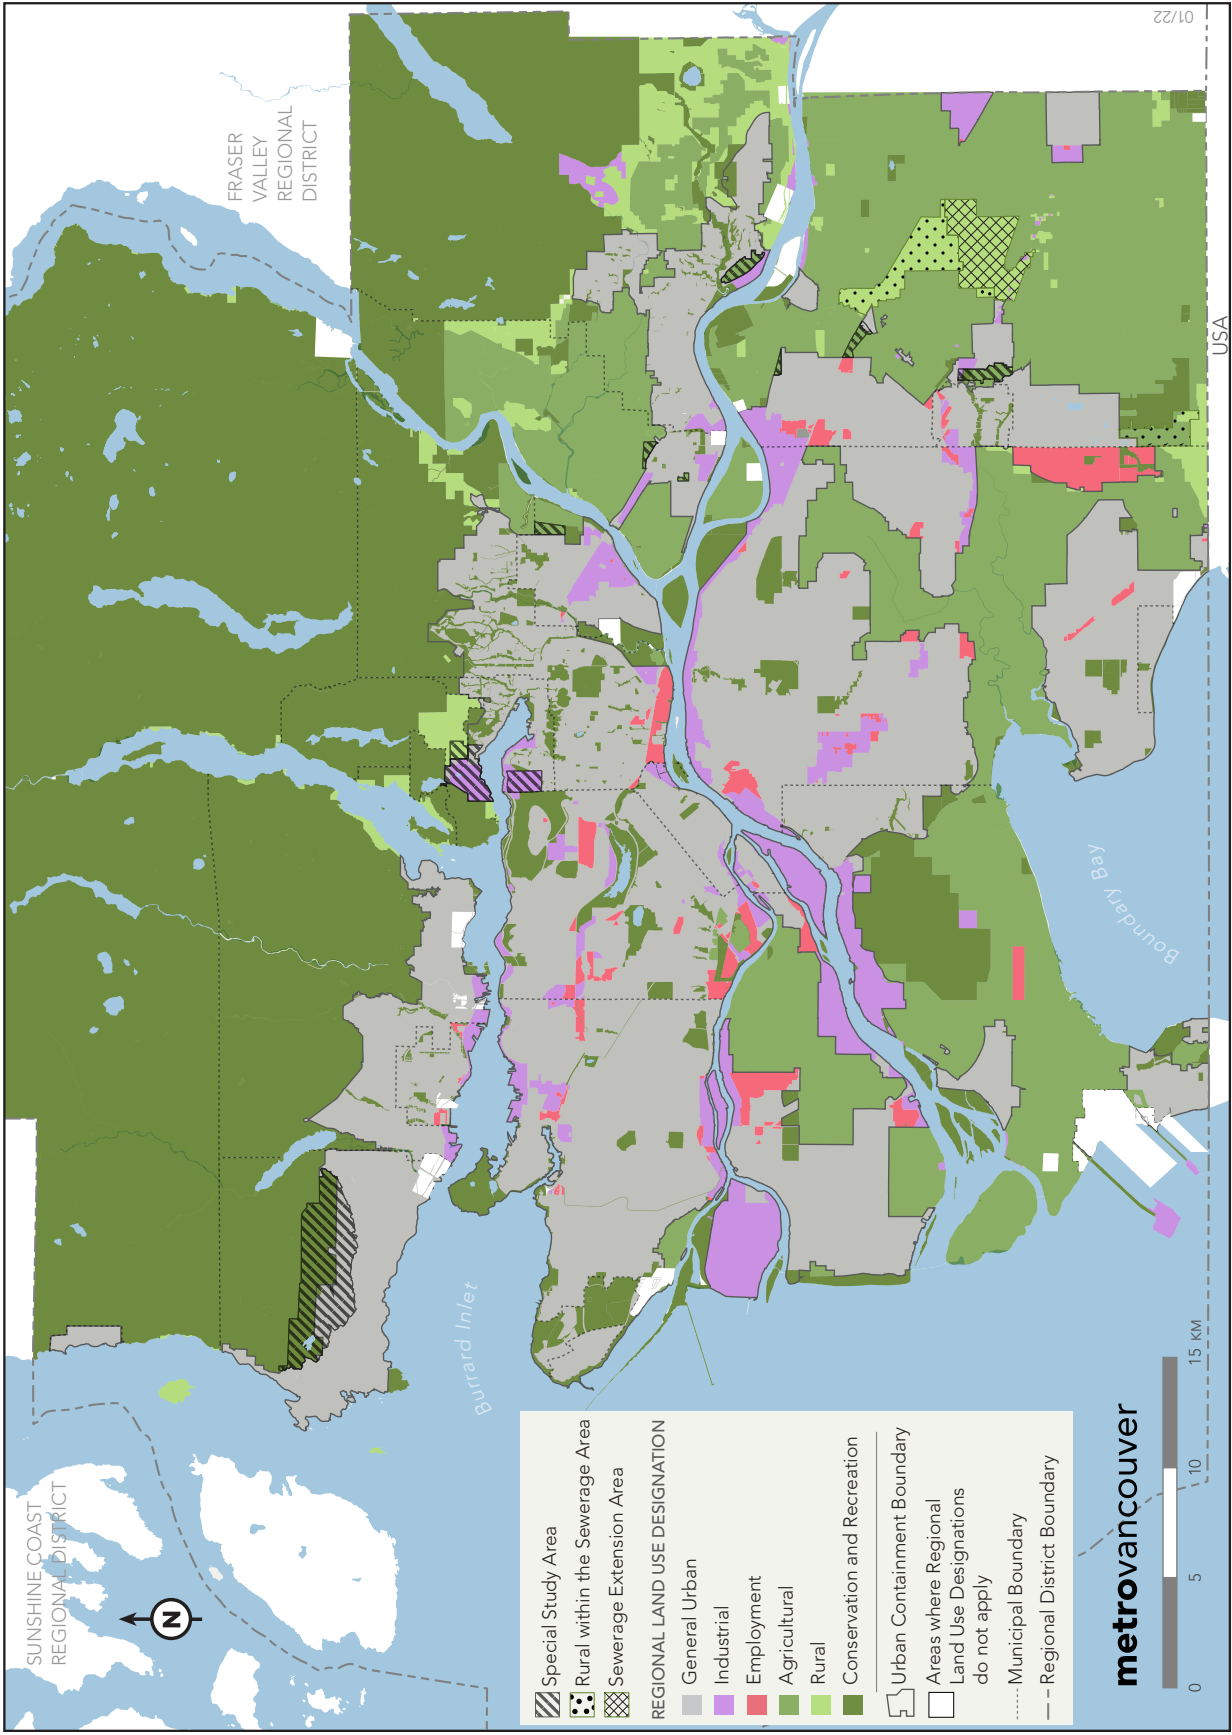 SUNSHINE COAST
REGIONAL DISTRICT
FRASER
VALLEY
REGIONAL
DISTRICT
01/22
N
Burrard Inlet
Boundary Bay
USA
Special Study Area
Rural within the Sewerage Area
Sewerage Extension Area
REGIONAL LAND USE DESIGNATION
General Urban
Industrial
Employment
Agricultural
Rural
Conservation and Recreation
Urban Containment Boundary
Areas where Regional
Land Use Designations
do not apply
Municipal Boundary
Regional District Boundary
metrovancouver
0 5 10 15 KM